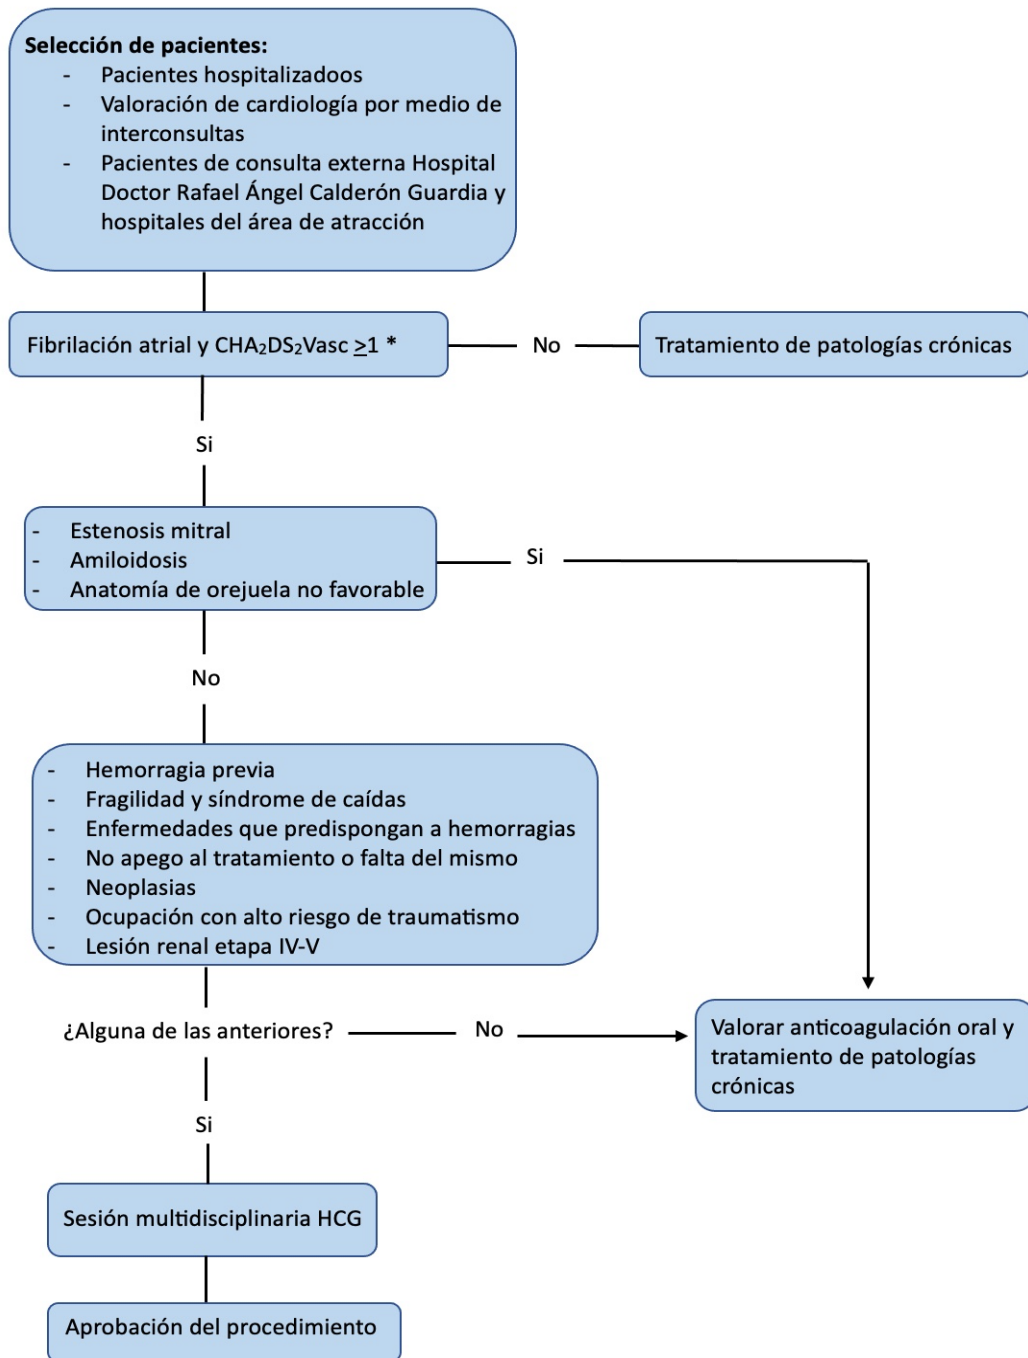 Selección de pacientes:
- Pacientes hospitalizadoos
- Valoración de cardiología por medio de
interconsultas
- Pacientes de consulta externa Hospital
Doctor Rafael Ángel Calderón Guardia y
hospitales del área de atracción
Fibrilación atrial y CHA₂DS₂Vasc ≥1 *
No
Tratamiento de patologías crónicas
Si
- Estenosis mitral
- Amiloidosis
- Anatomía de orejuela no favorable
Si
No
- Hemorragia previa
- Fragilidad y síndrome de caídas
- Enfermedades que predispongan a hemorragias
- No apego al tratamiento o falta del mismo
- Neoplasias
- Ocupación con alto riesgo de traumatismo
- Lesión renal etapa IV-V
¿Alguna de las anteriores?
No
Valorar anticoagulación oral y
tratamiento de patologías
crónicas
Si
Sesión multidisciplinaria HCG
Aprobación del procedimiento